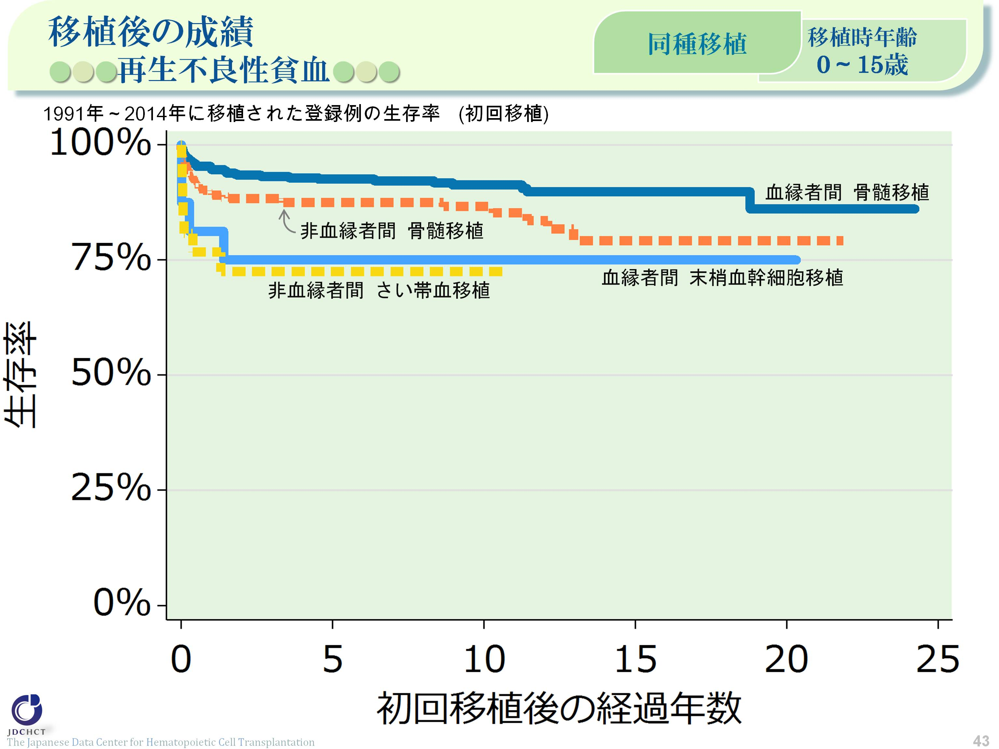 移植後の成績
再生不良性貧血
同種移植
移植時年齢
0 ~ 15歳
1991年 ~ 2014年に移植された登録例の生存率 (初回移植)
100%
75%
50%
25%
0%
生存率
血縁者間 骨髄移植
非血縁者間 骨髄移植
血縁者間 末梢血幹細胞移植
非血縁者間 さい帯血移植
0 5 10 15 20 25
初回移植後の経過年数
JDCHCT
The Japanese Data Center for Hematopoietic Cell Transplantation
43